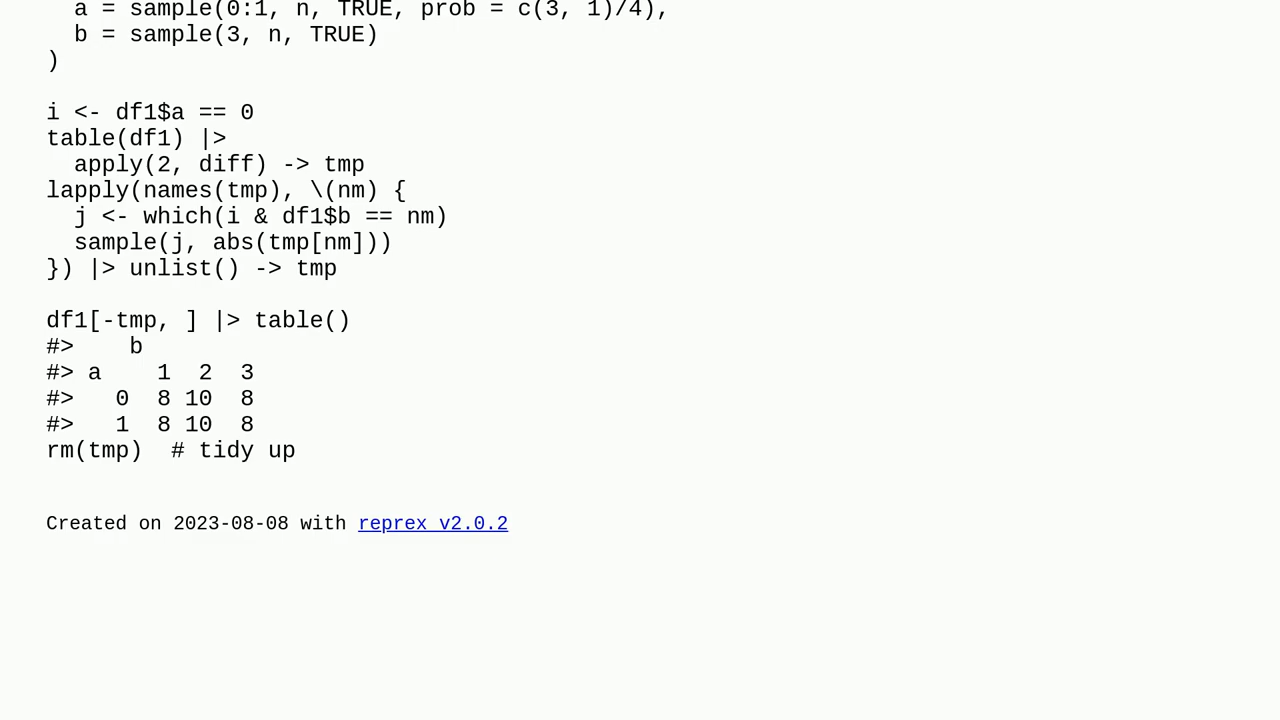 a = sample(0:1, n, TRUE, prob = c(3, 1)/4),
  b = sample(3, n, TRUE)
)
i <- df1$a == 0
table(df1) |>
  apply(2, diff) -> tmp
lapply(names(tmp), \(nm) {
  j <- which(i & df1$b == nm)
  sample(j, abs(tmp[nm]))
}) |> unlist() -> tmp
df1[-tmp, ] |> table()
#>    b
#> a    1  2  3
#>   0  8 10  8
#>   1  8 10  8
rm(tmp)  # tidy up
Created on 2023-08-08 with reprex v2.0.2